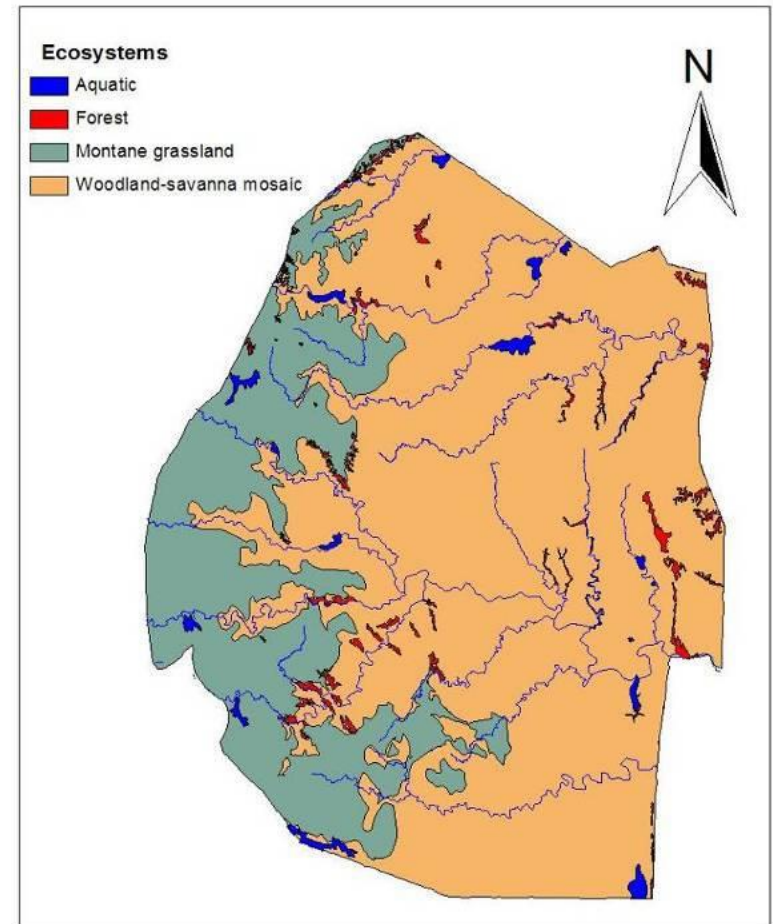 Ecosystems
Aquatic
Forest
Montane grassland
Woodland-savanna mosaic
N